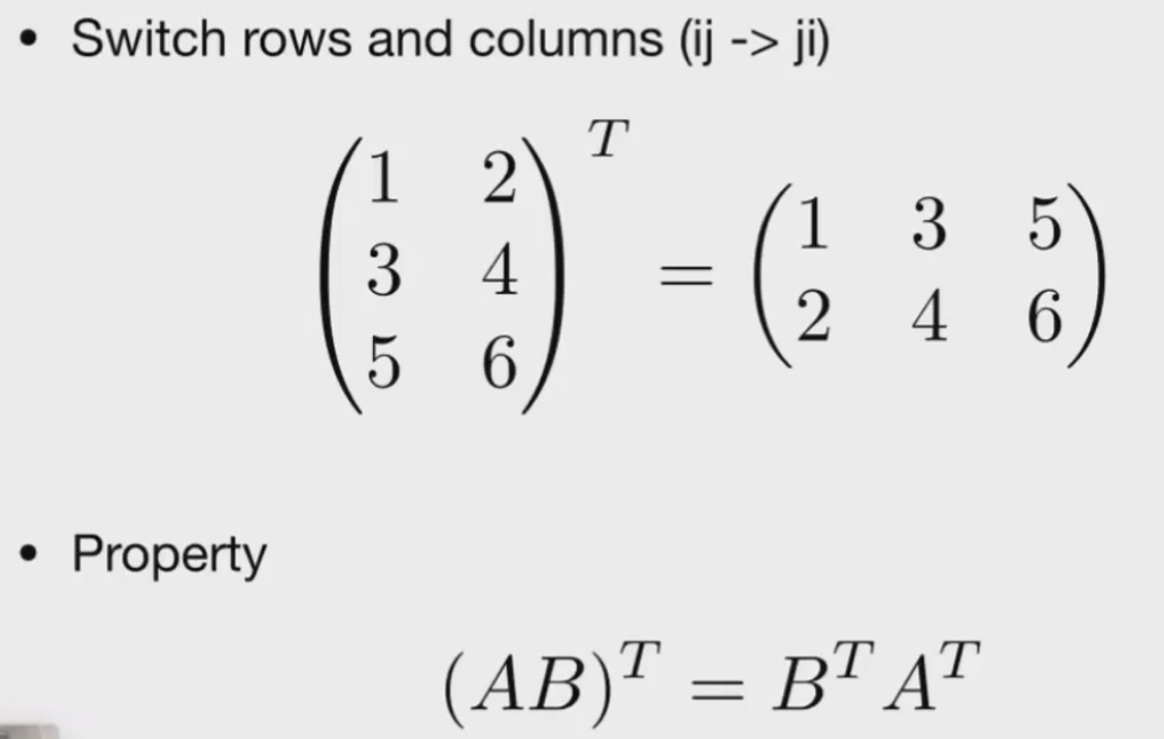 • Switch rows and columns (ij -> ji)
( 1 2 )^T
( 3 4 ) = ( 1 3 5 )
( 5 6 ) ( 2 4 6 )
• Property
(AB)^T = B^T A^T